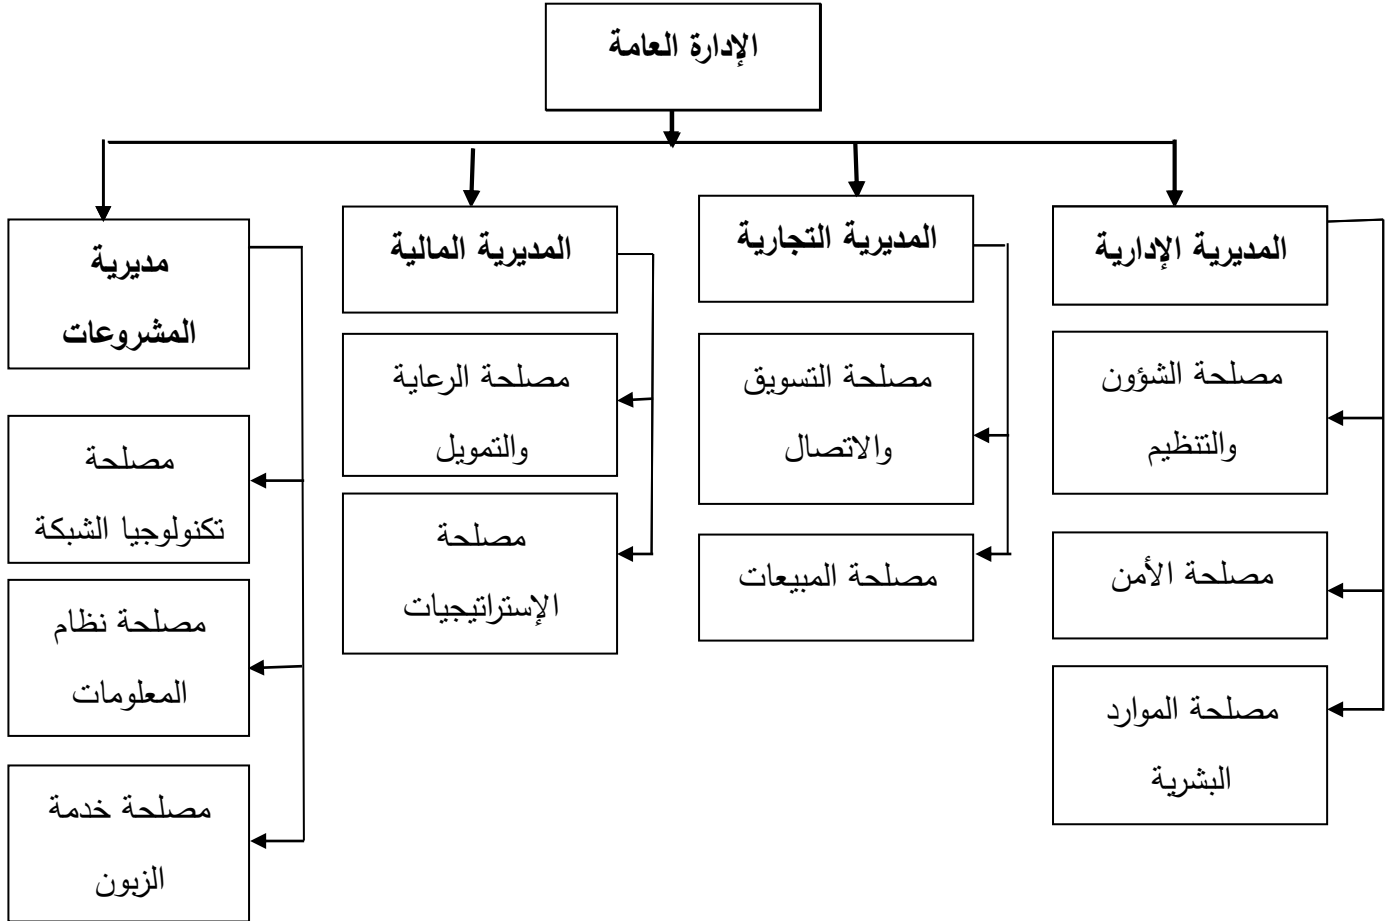 الإدارة العامة
المديرية الإدارية
المديرية التجارية
المديرية المالية
مديرية
المشروعات
مصلحة الشؤون
والتنظيم
مصلحة التسويق
والاتصال
مصلحة الرعاية
والتمويل
مصلحة
تكنولوجيا الشبكة
مصلحة الأمن
مصلحة المبيعات
مصلحة
الإستراتيجيات
مصلحة نظام
المعلومات
مصلحة الموارد
البشرية
مصلحة خدمة
الزبون